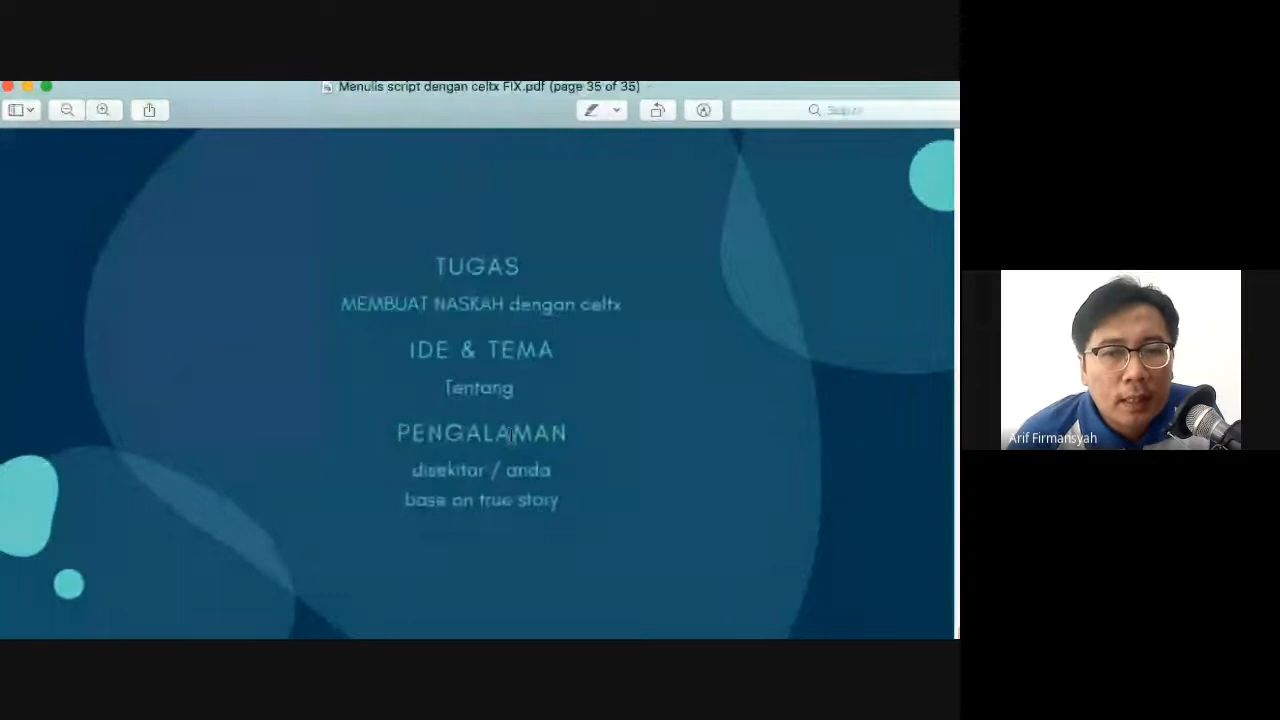 Menulis script dengan celtx FIX.pdf (page 35 of 35)
TUGAS
MEMBUAT NASKAH dengan celtx
IDE & TEMA
Tentang
PENGALAMAN
disekitar / anda
base on true story
Arif Firmansyah